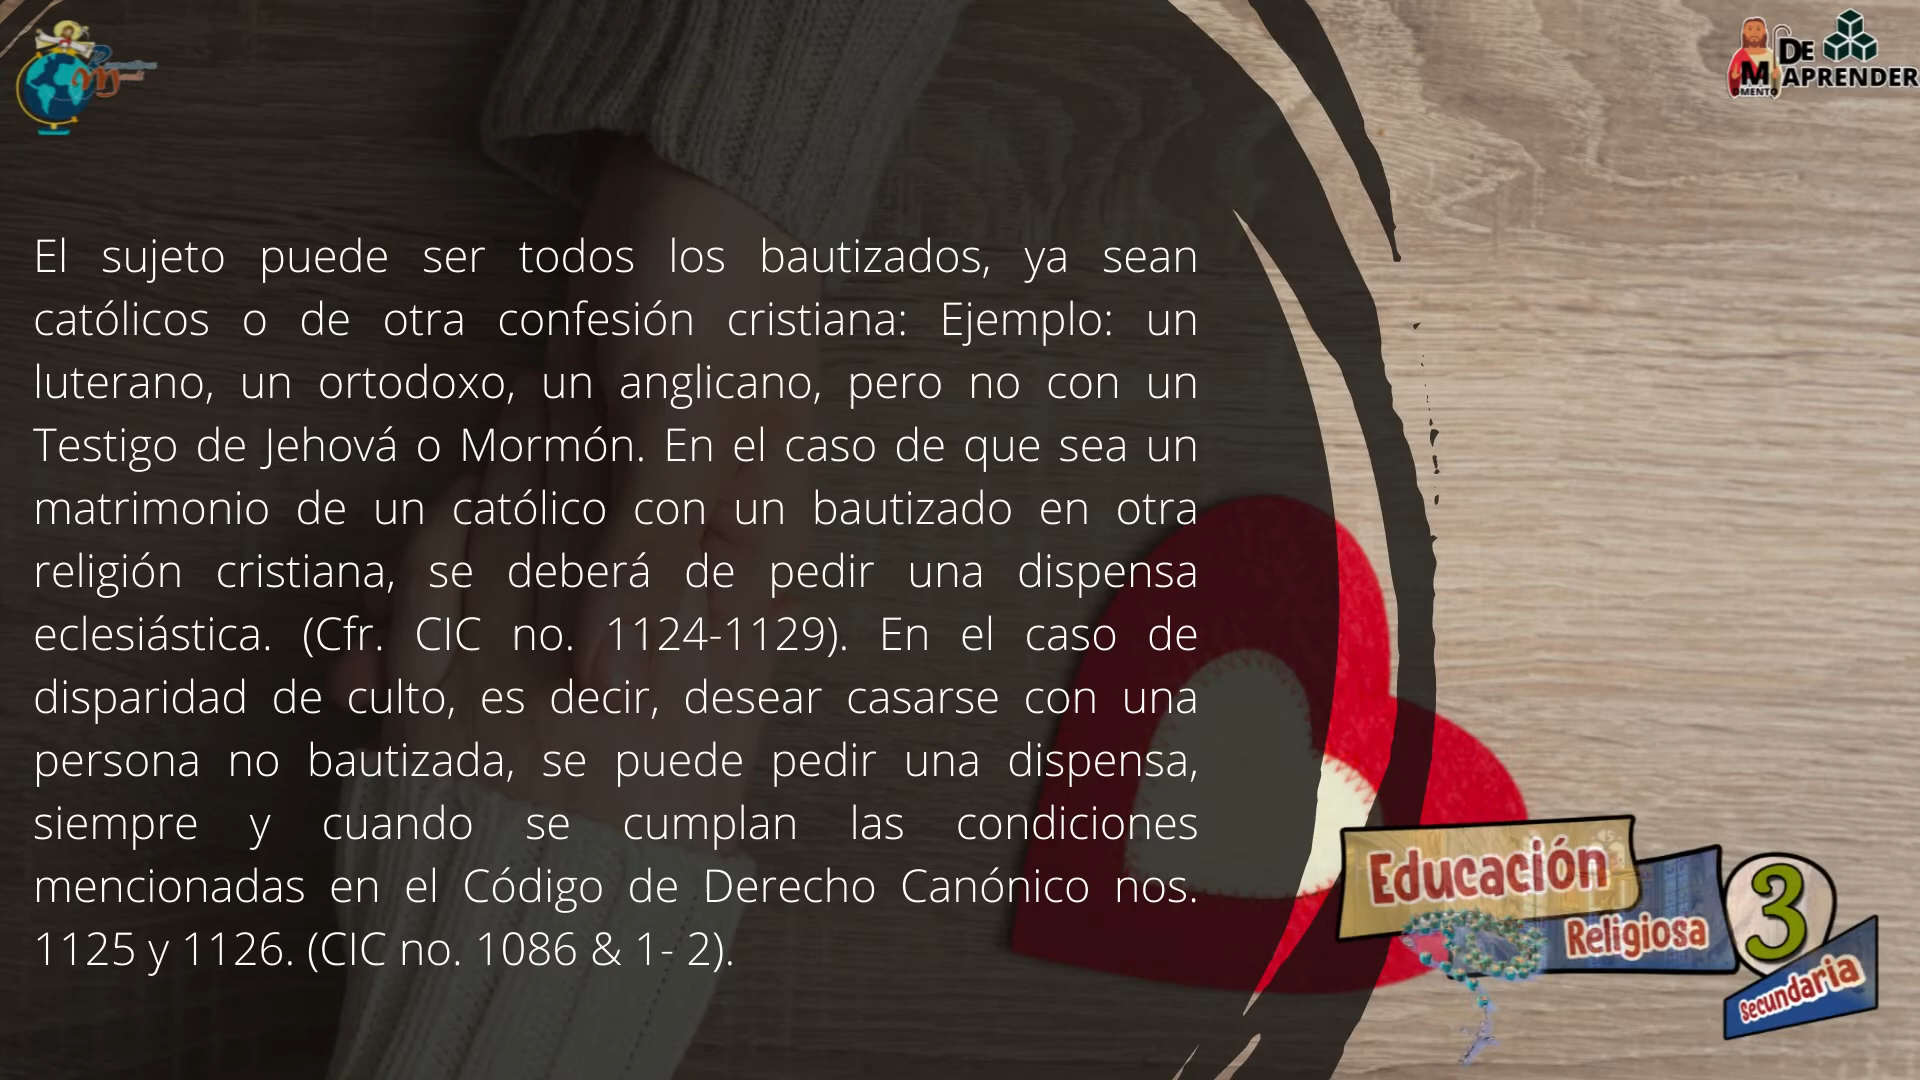 DE
MOMENTO
APRENDER
El sujeto puede ser todos los bautizados, ya sean
católicos o de otra confesión cristiana: Ejemplo: un
luterano, un ortodoxo, un anglicano, pero no con un
Testigo de Jehová o Mormón. En el caso de que sea un
matrimonio de un católico con un bautizado en otra
religión cristiana, se deberá de pedir una dispensa
eclesiástica. (Cfr. CIC no. 1124-1129). En el caso de
disparidad de culto, es decir, desear casarse con una
persona no bautizada, se puede pedir una dispensa,
siempre y cuando se cumplan las condiciones
mencionadas en el Código de Derecho Canónico nos.
1125 y 1126. (CIC no. 1086 & 1- 2).
Educación
Religiosa
3
Secundaria